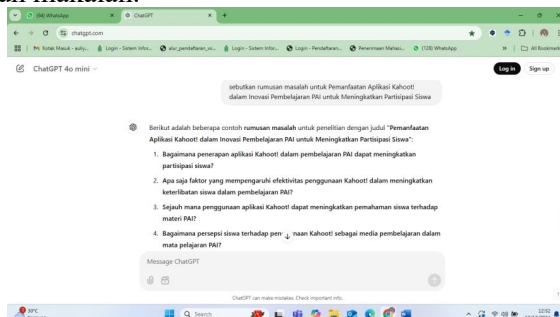 (94) WhatsApp
ChatGPT
chatgpt.com
Kotak Masuk - auliy...
Login - Sistem Infor...
alur_pendaftaran_wi...
Login - Sistem Infor...
Login - Pendaftaran...
Penerimaan Mahasi...
(128) WhatsApp
All Bookmarks
ChatGPT 4o mini
Log in
Sign up
sebutkan rumusan masalah untuk Pemanfaatan Aplikasi Kahoot!
dalam Inovasi Pembelajaran PAI untuk Meningkatkan Partisipasi Siswa
Berikut adalah beberapa contoh rumusan masalah untuk penelitian dengan judul "Pemanfaatan
Aplikasi Kahoot! dalam Inovasi Pembelajaran PAI untuk Meningkatkan Partisipasi Siswa":
1. Bagaimana penerapan aplikasi Kahoot! dalam pembelajaran PAI dapat meningkatkan
partisipasi siswa?
2. Apa saja faktor yang mempengaruhi efektivitas penggunaan Kahoot! dalam meningkatkan
keterlibatan siswa dalam pembelajaran PAI?
3. Sejauh mana penggunaan aplikasi Kahoot! dapat meningkatkan pemahaman siswa terhadap
materi PAI?
4. Bagaimana persepsi siswa terhadap pen naan Kahoot! sebagai media pembelajaran dalam
mata pelajaran PAI?
Message ChatGPT
ChatGPT can make mistakes. Check important info.
30°C
Search
12:52